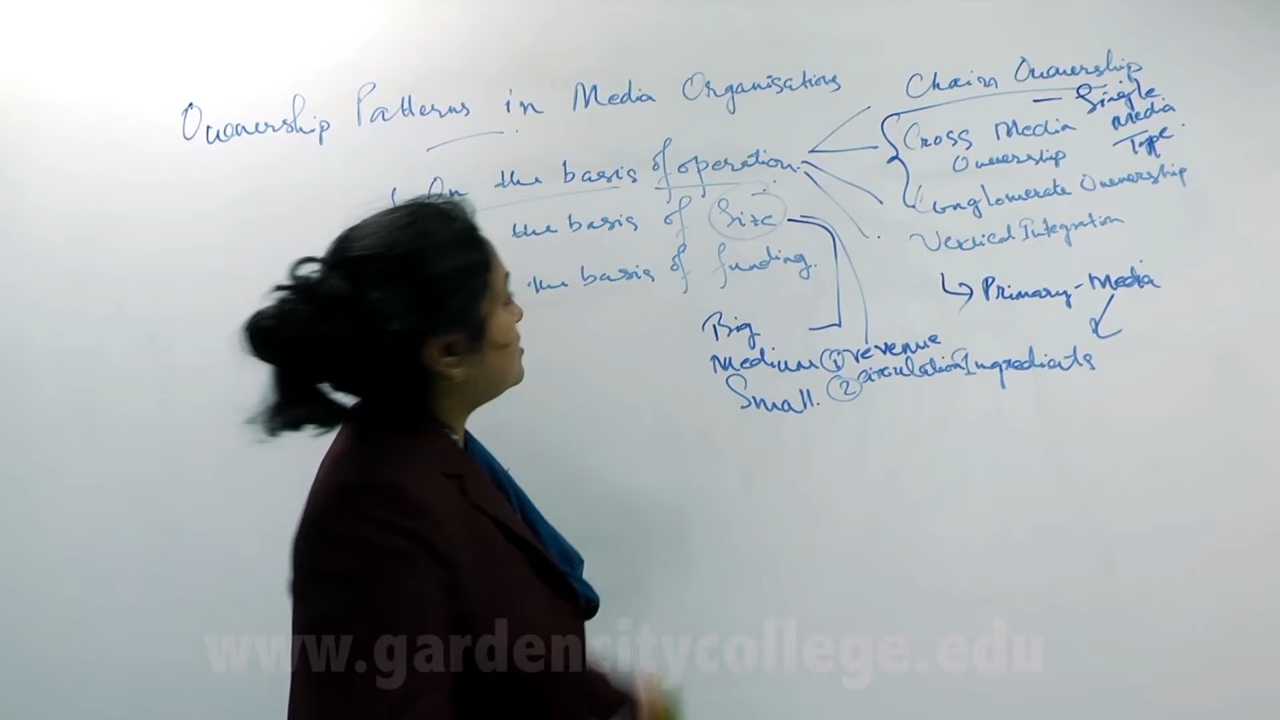 Ownership Patterns in Media Organisations
On the basis of operation.
the basis of Size
the basis of funding.
Chain Ownership
- Single
Media
Type.
Cross Media
Ownership
Conglomerate Ownership
Vertical Integration
↳ Primary - Media
Ingredients
Big
Medium
Small.
① revenue
② circulation
www.gardencitycollege.edu